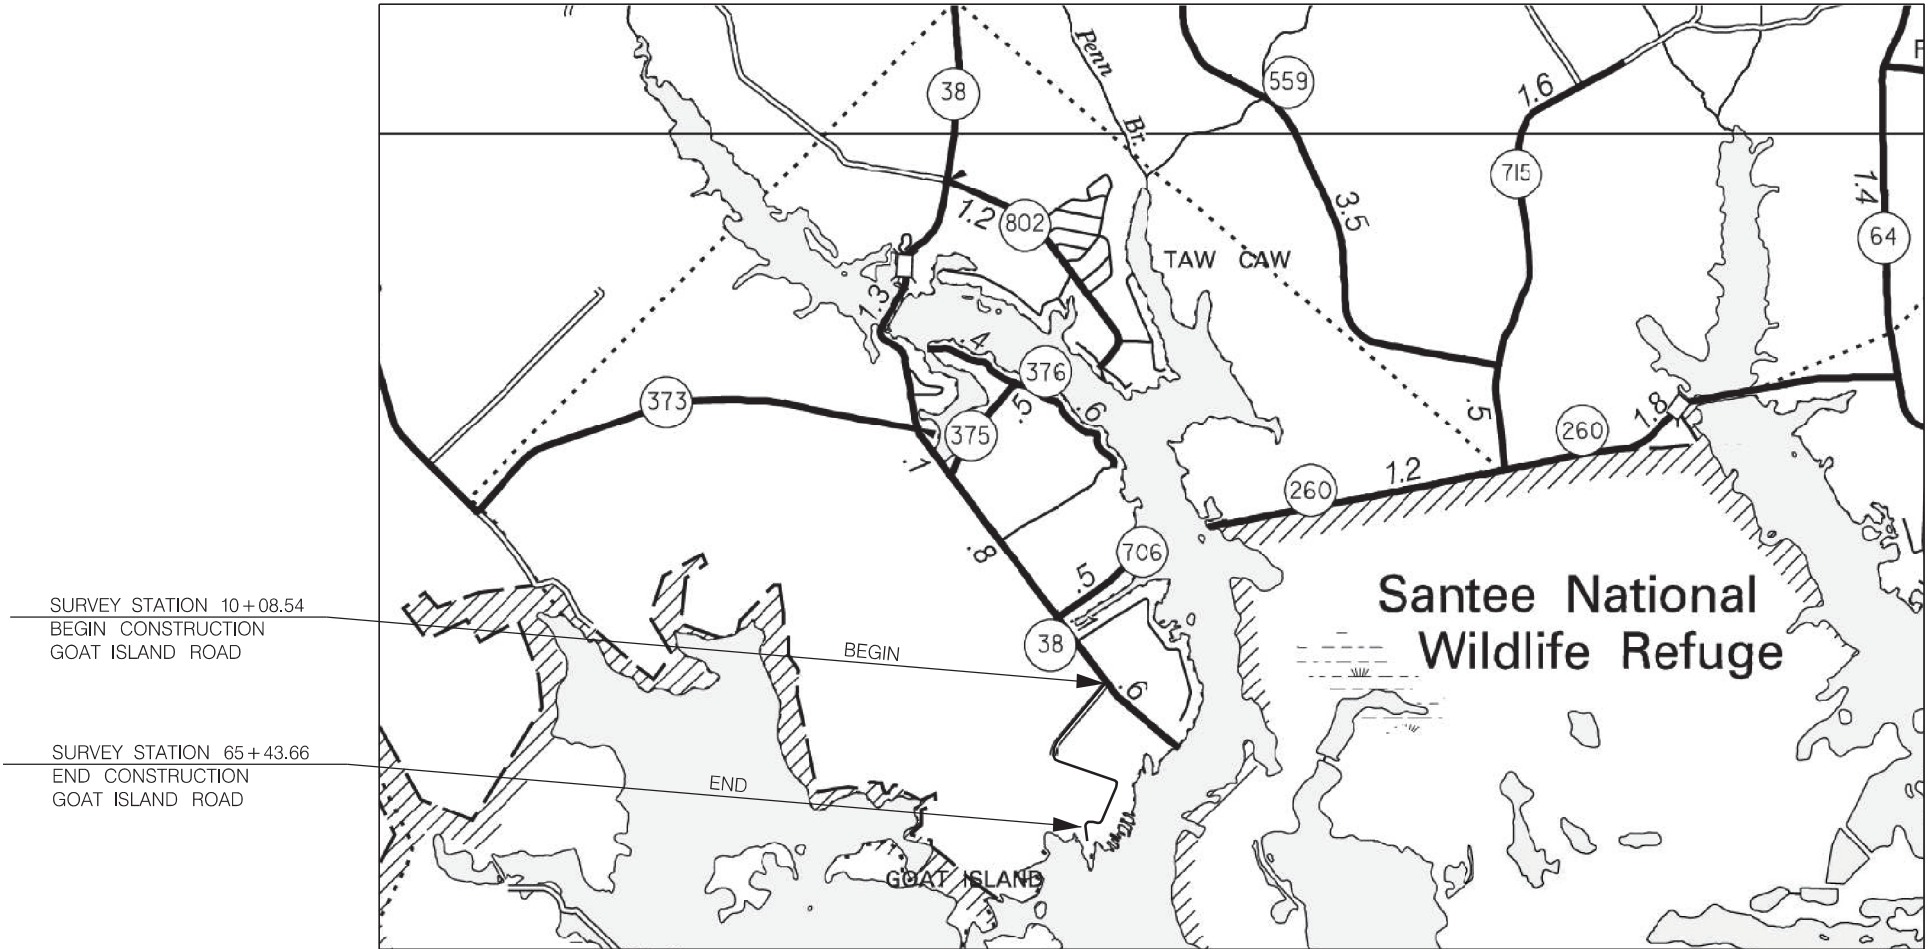 38
Penn
Br.
559
1.6
F
715
1.4
64
3.5
1.2
802
TAW CAW
1.3
.4
376
.5
.6
373
375
.1
.5
1.8
260
1.2
260
.8
706
.5
Santee National
Wildlife Refuge
SURVEY STATION 10+08.54
BEGIN CONSTRUCTION
GOAT ISLAND ROAD
BEGIN
38
.6
SURVEY STATION 65+43.66
END CONSTRUCTION
GOAT ISLAND ROAD
END
GOAT ISLAND